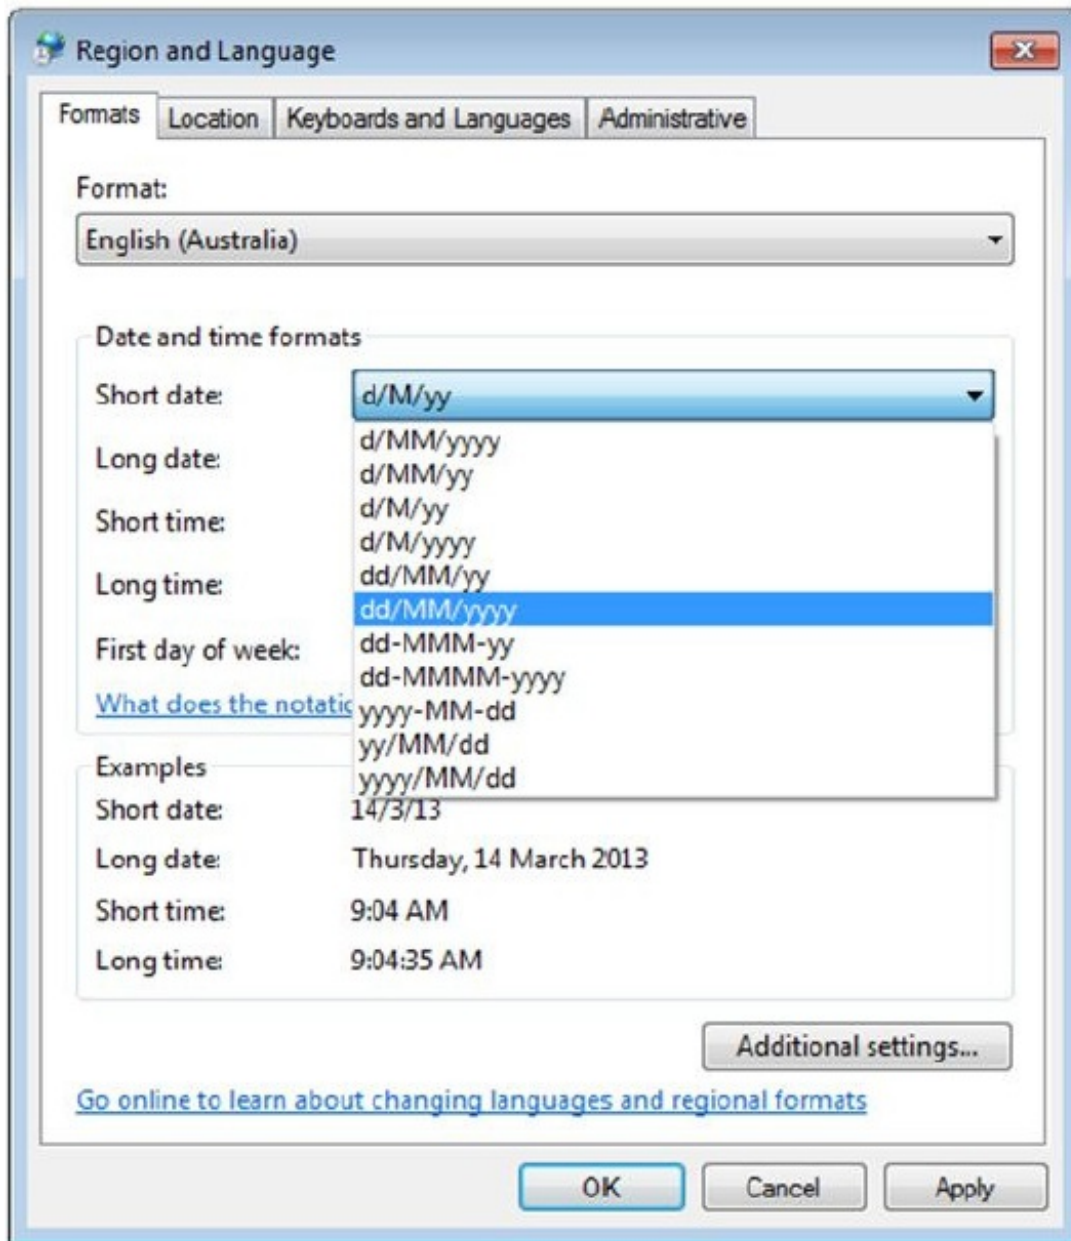 Region and Language
Formats Location Keyboards and Languages Administrative
Format:
English (Australia)
Date and time formats
Short date: d/M/yy
d/MM/yyyy
Long date:
d/MM/yy
d/M/yy
Short time:
d/M/yyyy
Long time:
dd/MM/yy
dd/MM/yyyy
First day of week:
dd-MMM-yy
dd-MMMM-yyyy
What does the notatio
yyyy-MM-dd
yy/MM/dd
yyyy/MM/dd
Examples
Short date: 14/3/13
Long date: Thursday, 14 March 2013
Short time: 9:04 AM
Long time: 9:04:35 AM
Additional settings...
Go online to learn about changing languages and regional formats
OK Cancel Apply